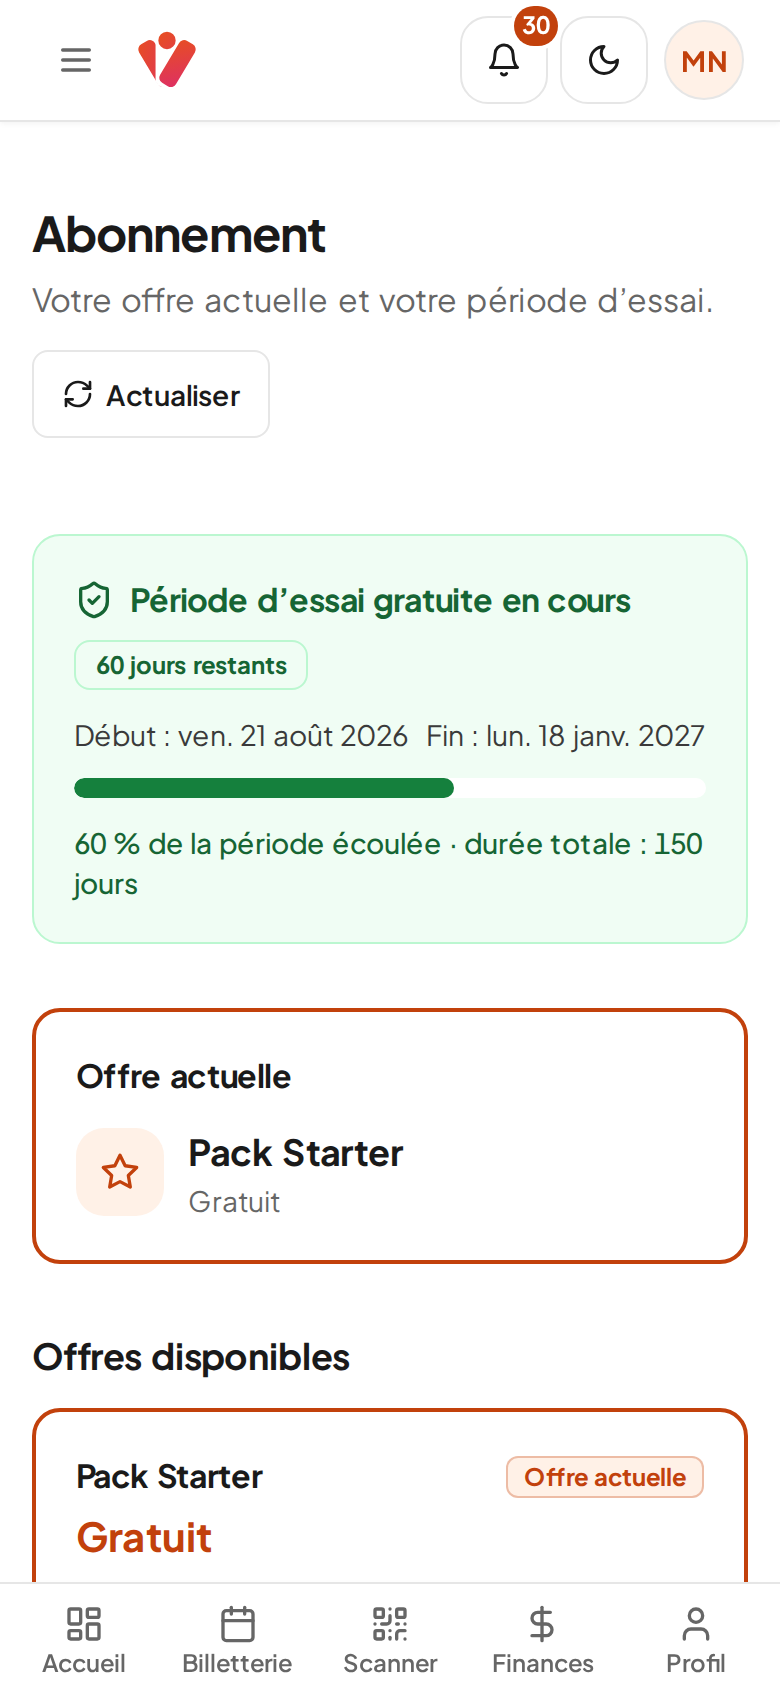 30
MN
Abonnement
Votre offre actuelle et votre période d’essai.
Actualiser
Période d’essai gratuite en cours
60 jours restants
Début : ven. 21 août 2026 Fin : lun. 18 janv. 2027
60 % de la période écoulée · durée totale : 150
jours
Offre actuelle
Pack Starter
Gratuit
Offres disponibles
Pack Starter Offre actuelle
Gratuit
Accueil Billetterie Scanner Finances Profil